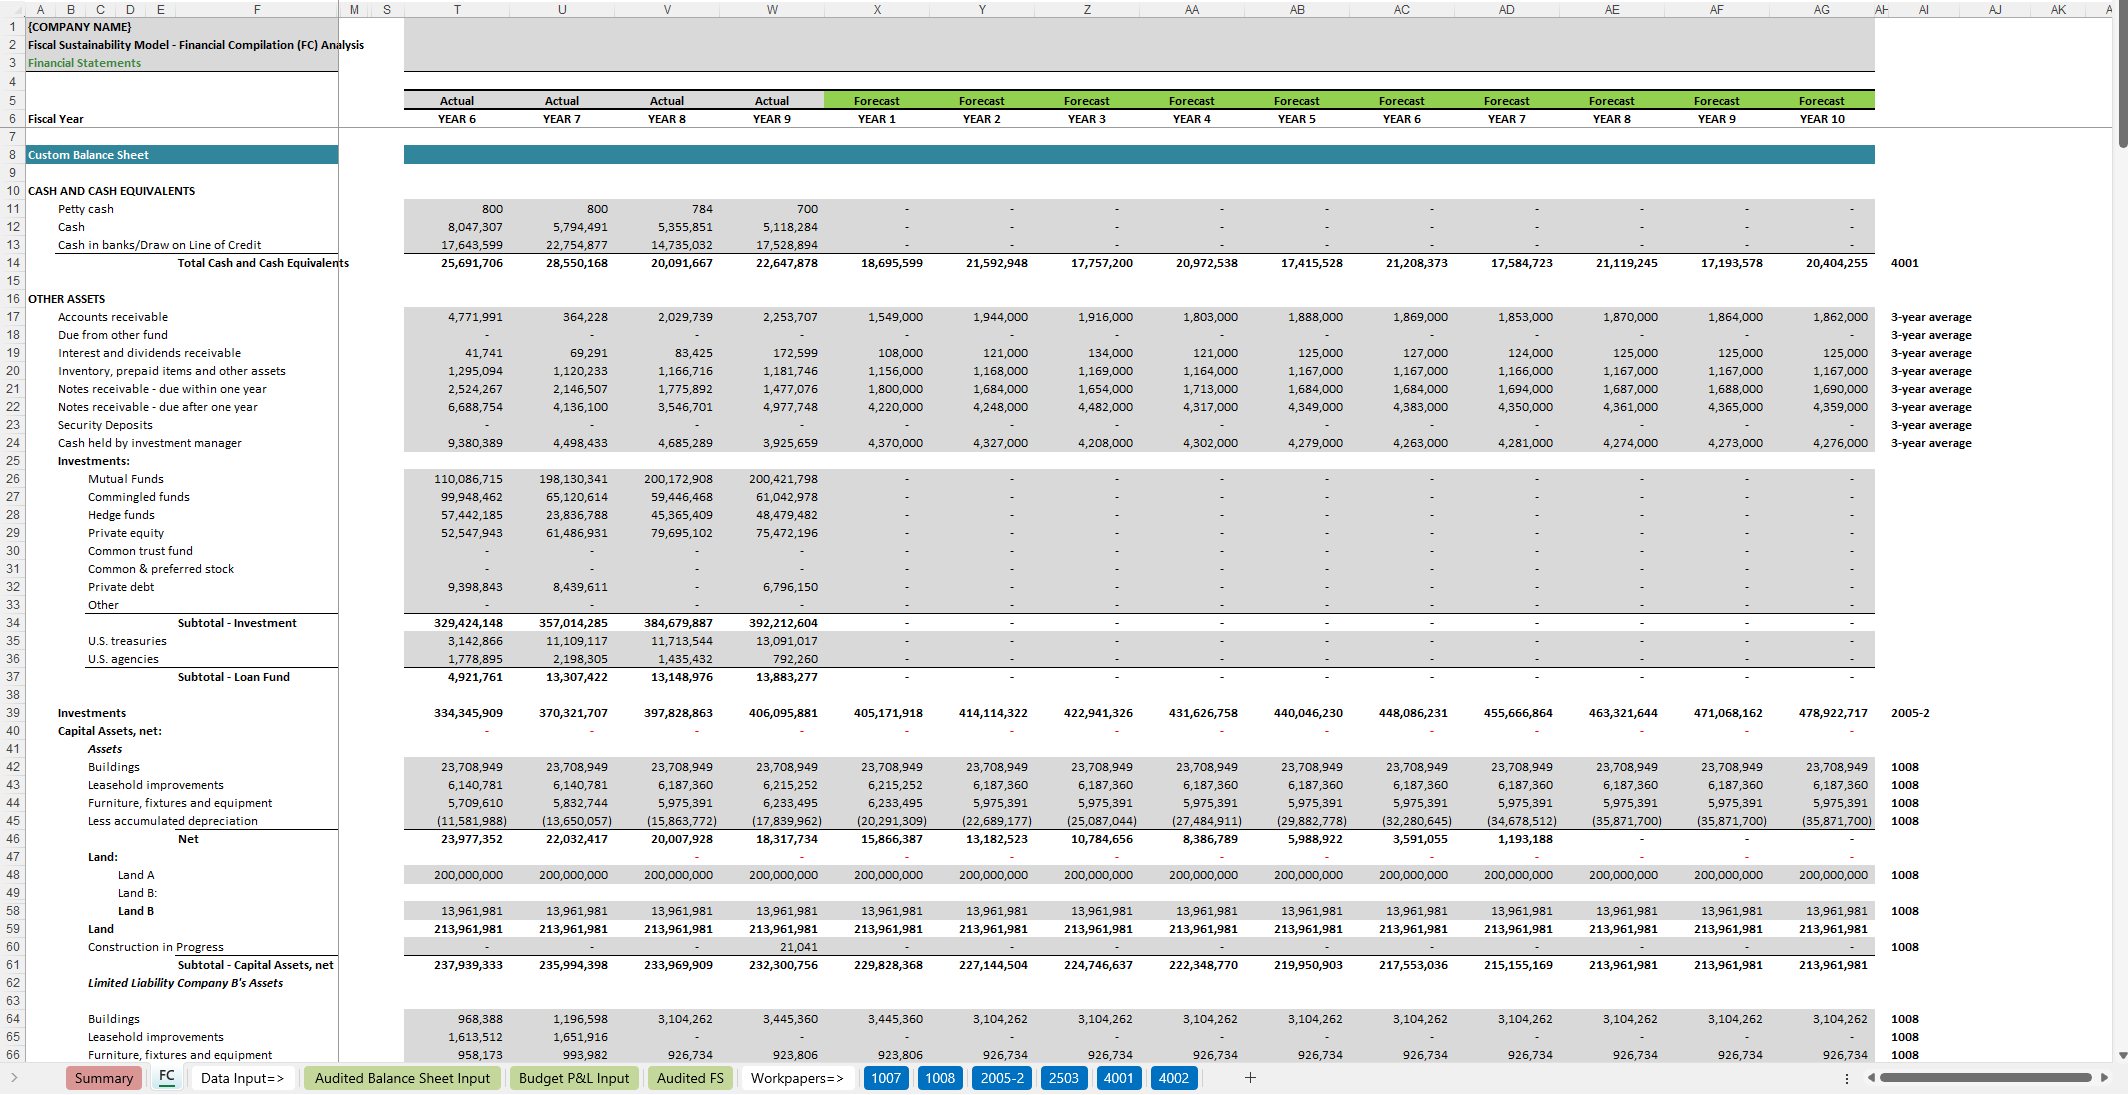 A B C D E F M S T U V W X Y Z AA AB AC AD AE AF AG AH AI AJ AK A
1 {COMPANY NAME}
2 Fiscal Sustainability Model - Financial Compilation (FC) Analysis
3 Financial Statements
4
5 Actual Actual Actual Actual Forecast Forecast Forecast Forecast Forecast Forecast Forecast Forecast Forecast Forecast
6 Fiscal Year YEAR 6 YEAR 7 YEAR 8 YEAR 9 YEAR 1 YEAR 2 YEAR 3 YEAR 4 YEAR 5 YEAR 6 YEAR 7 YEAR 8 YEAR 9 YEAR 10
7
8 Custom Balance Sheet
9
10 CASH AND CASH EQUIVALENTS
11 Petty cash 800 800 784 700 - - - - - - - - - -
12 Cash 8,047,307 5,794,491 5,355,851 5,118,284 - - - - - - - - - -
13 Cash in banks/Draw on Line of Credit 17,643,599 22,754,877 14,735,032 17,528,894 - - - - - - - - - -
14 Total Cash and Cash Equivalents 25,691,706 28,550,168 20,091,667 22,647,878 18,695,599 21,592,948 17,757,200 20,972,538 17,415,528 21,208,373 17,584,723 21,119,245 17,193,578 20,404,255 4001
15
16 OTHER ASSETS
17 Accounts receivable 4,771,991 364,228 2,029,739 2,253,707 1,549,000 1,944,000 1,916,000 1,803,000 1,888,000 1,869,000 1,853,000 1,870,000 1,864,000 1,862,000 3-year average
18 Due from other fund - - - - - - - - - - - - - - 3-year average
19 Interest and dividends receivable 41,741 69,291 83,425 172,599 108,000 121,000 134,000 121,000 125,000 127,000 124,000 125,000 125,000 125,000 3-year average
20 Inventory, prepaid items and other assets 1,295,094 1,120,233 1,166,716 1,181,746 1,156,000 1,168,000 1,169,000 1,164,000 1,167,000 1,167,000 1,166,000 1,167,000 1,167,000 1,167,000 3-year average
21 Notes receivable - due within one year 2,524,267 2,146,507 1,775,892 1,477,076 1,800,000 1,684,000 1,654,000 1,713,000 1,684,000 1,684,000 1,694,000 1,687,000 1,688,000 1,690,000 3-year average
22 Notes receivable - due after one year 6,688,754 4,136,100 3,546,701 4,977,748 4,220,000 4,248,000 4,482,000 4,317,000 4,349,000 4,383,000 4,350,000 4,361,000 4,365,000 4,359,000 3-year average
23 Security Deposits - - - - - - - - - - - - - - 3-year average
24 Cash held by investment manager 9,380,389 4,498,433 4,685,289 3,925,659 4,370,000 4,327,000 4,208,000 4,302,000 4,279,000 4,263,000 4,281,000 4,274,000 4,273,000 4,276,000 3-year average
25 Investments:
26 Mutual Funds 110,086,715 198,130,341 200,172,908 200,421,798 - - - - - - - - - -
27 Commingled funds 99,948,462 65,120,614 59,446,468 61,042,978 - - - - - - - - - -
28 Hedge funds 57,442,185 23,836,788 45,365,409 48,479,482 - - - - - - - - - -
29 Private equity 52,547,943 61,486,931 79,695,102 75,472,196 - - - - - - - - - -
30 Common trust fund - - - - - - - - - - - - - -
31 Common & preferred stock - - - - - - - - - - - - - -
32 Private debt 9,398,843 8,439,611 - 6,796,150 - - - - - - - - - -
33 Other - - - - - - - - - - - - - -
34 Subtotal - Investment 329,424,148 357,014,285 384,679,887 392,212,604 - - - - - - - - - -
35 U.S. treasuries 3,142,866 11,109,117 11,713,544 13,091,017 - - - - - - - - - -
36 U.S. agencies 1,778,895 2,198,305 1,435,432 792,260 - - - - - - - - - -
37 Subtotal - Loan Fund 4,921,761 13,307,422 13,148,976 13,883,277 - - - - - - - - - -
38
39 Investments 334,345,909 370,321,707 397,828,863 406,095,881 405,171,918 414,114,322 422,941,326 431,626,758 440,046,230 448,086,231 455,666,864 463,321,644 471,068,162 478,922,717 2005-2
40 Capital Assets, net: - - - - - - - - - - - - - -
41 Assets
42 Buildings 23,708,949 23,708,949 23,708,949 23,708,949 23,708,949 23,708,949 23,708,949 23,708,949 23,708,949 23,708,949 23,708,949 23,708,949 23,708,949 23,708,949 1008
43 Leasehold improvements 6,140,781 6,140,781 6,187,360 6,215,252 6,215,252 6,187,360 6,187,360 6,187,360 6,187,360 6,187,360 6,187,360 6,187,360 6,187,360 6,187,360 1008
44 Furniture, fixtures and equipment 5,709,610 5,832,744 5,975,391 6,233,495 6,233,495 5,975,391 5,975,391 5,975,391 5,975,391 5,975,391 5,975,391 5,975,391 5,975,391 5,975,391 1008
45 Less accumulated depreciation (11,581,988) (13,650,057) (15,863,772) (17,839,962) (20,291,309) (22,689,177) (25,087,044) (27,484,911) (29,882,778) (32,280,645) (34,678,512) (35,871,700) (35,871,700) (35,871,700) 1008
46 Net 23,977,352 22,032,417 20,007,928 18,317,734 15,866,387 13,182,523 10,784,656 8,386,789 5,988,922 3,591,055 1,193,188 - - -
47 Land: - - - - - - - - - - - -
48 Land A 200,000,000 200,000,000 200,000,000 200,000,000 200,000,000 200,000,000 200,000,000 200,000,000 200,000,000 200,000,000 200,000,000 200,000,000 200,000,000 200,000,000 1008
49 Land B:
58 Land B 13,961,981 13,961,981 13,961,981 13,961,981 13,961,981 13,961,981 13,961,981 13,961,981 13,961,981 13,961,981 13,961,981 13,961,981 13,961,981 13,961,981 1008
59 Land 213,961,981 213,961,981 213,961,981 213,961,981 213,961,981 213,961,981 213,961,981 213,961,981 213,961,981 213,961,981 213,961,981 213,961,981 213,961,981 213,961,981
60 Construction in Progress - - - 21,041 - - - - - - - - - - 1008
61 Subtotal - Capital Assets, net 237,939,333 235,994,398 233,969,909 232,300,756 229,828,368 227,144,504 224,746,637 222,348,770 219,950,903 217,553,036 215,155,169 213,961,981 213,961,981 213,961,981
62 Limited Liability Company B's Assets
63
64 Buildings 968,388 1,196,598 3,104,262 3,445,360 3,445,360 3,104,262 3,104,262 3,104,262 3,104,262 3,104,262 3,104,262 3,104,262 3,104,262 3,104,262 1008
65 Leasehold improvements 1,613,512 1,651,916 - - - - - - - - - - - - 1008
66 Furniture, fixtures and equipment 958,173 993,982 926,734 923,806 923,806 926,734 926,734 926,734 926,734 926,734 926,734 926,734 926,734 926,734 1008
Summary FC Data Input=> Audited Balance Sheet Input Budget P&L Input Audited FS Workpapers=> 1007 1008 2005-2 2503 4001 4002 +